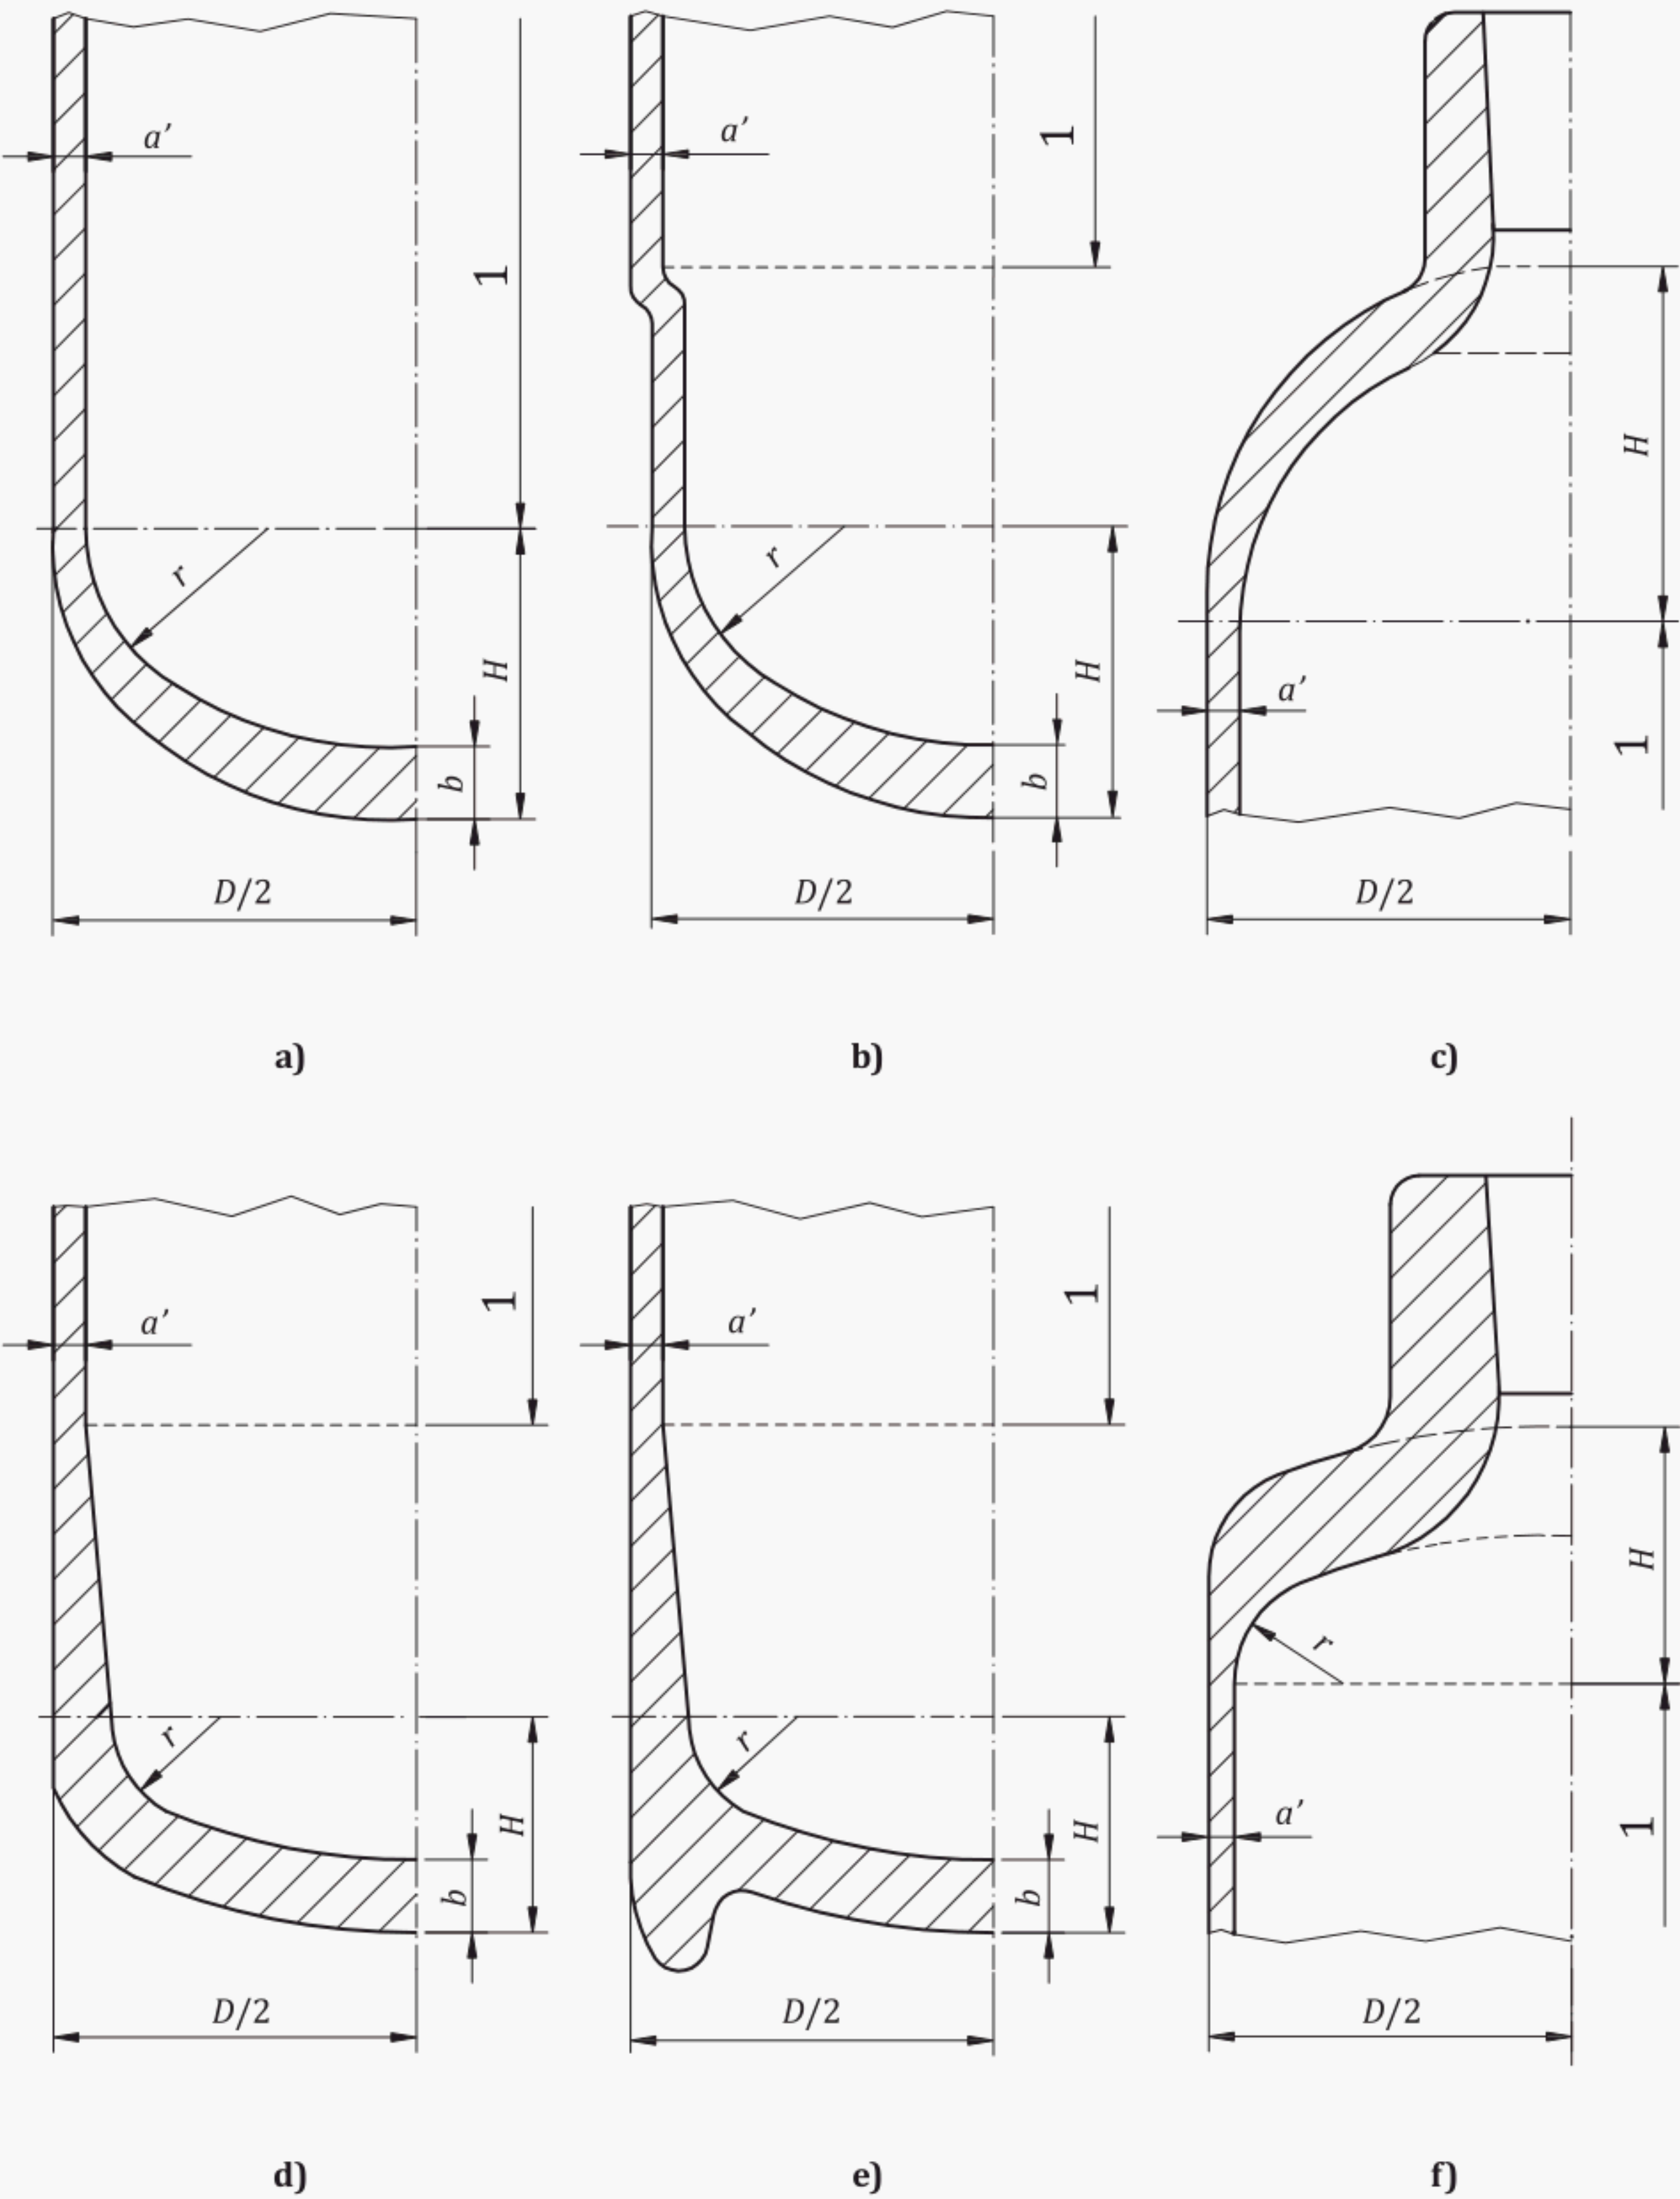 a′
1
r
H
b
D/2
a)
a′
1
r
H
b
D/2
b)
H
a′
1
D/2
c)
a′
1
r
H
b
D/2
d)
a′
1
r
H
b
D/2
e)
H
r
a′
1
D/2
f)